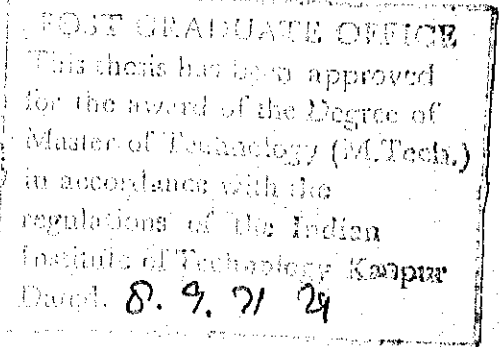 POST GRADUATE OFFICE
This thesis has been approved
for the award of the Degree of
Master of Technology (M.Tech.)
in accordance with the
regulations of the Indian
Institute of Technology Kanpur
Dated. 8. 9. 71 24